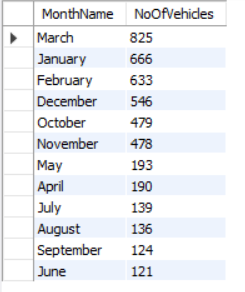 MonthName NoOfVehicles
March 825
January 666
February 633
December 546
October 479
November 478
May 193
April 190
July 139
August 136
September 124
June 121